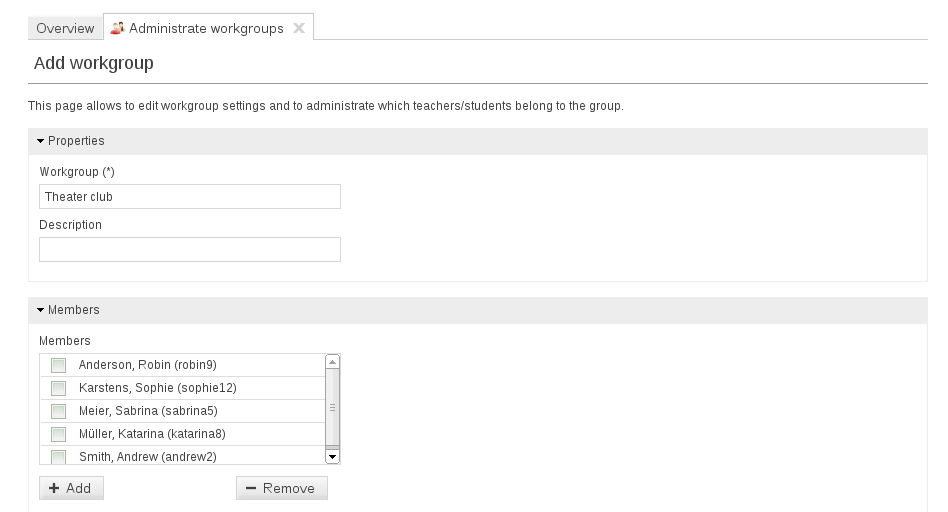 Overview
Administrate workgroups
Add workgroup
This page allows to edit workgroup settings and to administrate which teachers/students belong to the group.
Properties
Workgroup (*)
Theater club
Description
Members
Members
Anderson, Robin (robin9)
Karstens, Sophie (sophie12)
Meier, Sabrina (sabrina5)
Müller, Katarina (katarina8)
Smith, Andrew (andrew2)
+ Add
− Remove